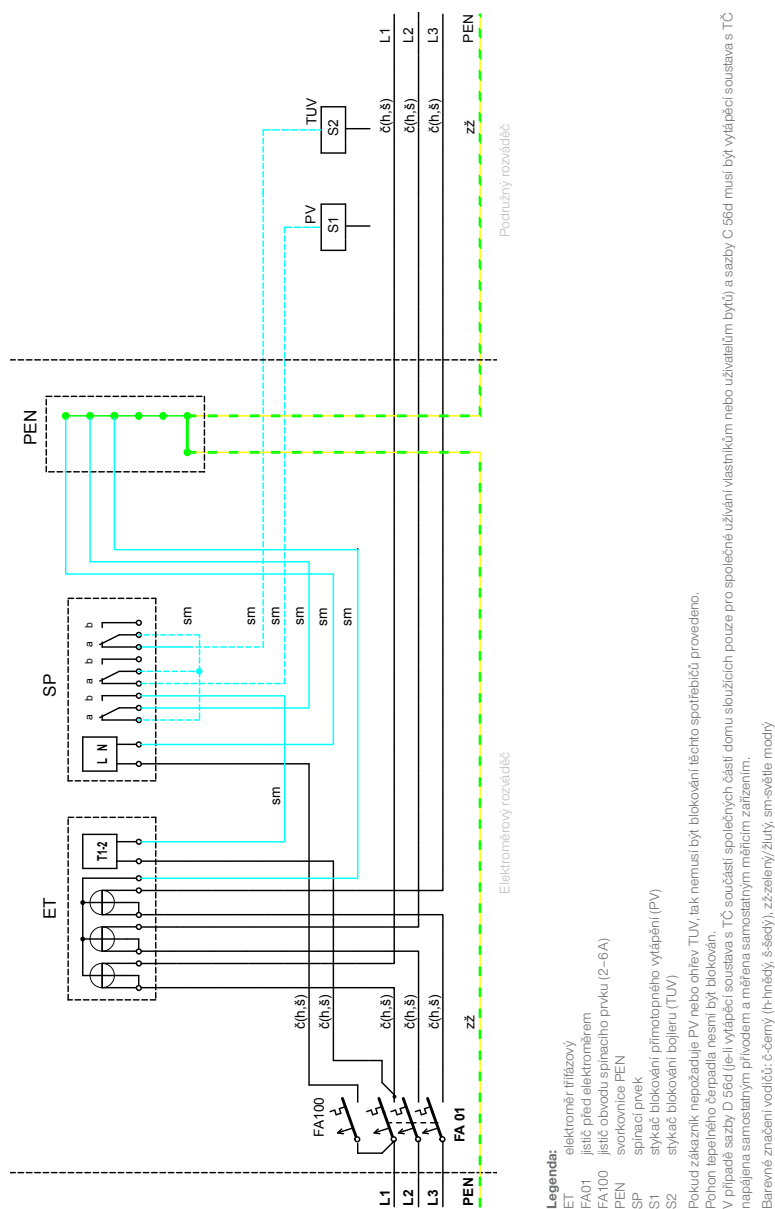 PEN
SP
ET
a b a b a b
L N
T1-2
sm
sm
sm
sm
sm
sm
PV
TUV
S1
S2
L1
L2
L3
PEN
č(h,š)
č(h,š)
č(h,š)
zž
Podružný rozváděč
Elektroměrový rozváděč
č(h,š)
č(h,š)
č(h,š)
č(h,š)
č(h,š)
zž
FA100
FA 01
L1
L2
L3
PEN
Legenda:
ET elektroměr třífázový
FA01 jistič před elektroměrem
FA100 jistič obvodu spínacího prvku (2–6A)
PEN svorkovnice PEN
SP spínací prvek
S1 stykač blokování přímotopného vytápění (PV)
S2 stykač blokování bojleru (TUV)
Pokud zákazník nepožaduje PV nebo ohřev TUV, tak nemusí být blokování těchto spotřebičů provedeno.
Pohon tepelného čerpadla nesmí být blokován.
V případě sazby D 56d (je-li vytápěcí soustava s TČ součástí společných částí domu sloužících pouze pro společné užívání vlastníkům nebo uživatelům bytů) a sazby C 56d musí být vytápěcí soustava s TČ
napájena samostatným přívodem a měřena samostatným měřicím zařízením.
Barevné značení vodičů: č-černý (h-hnědý, š-šedý), zž-zelený/žlutý, sm-světle modrý